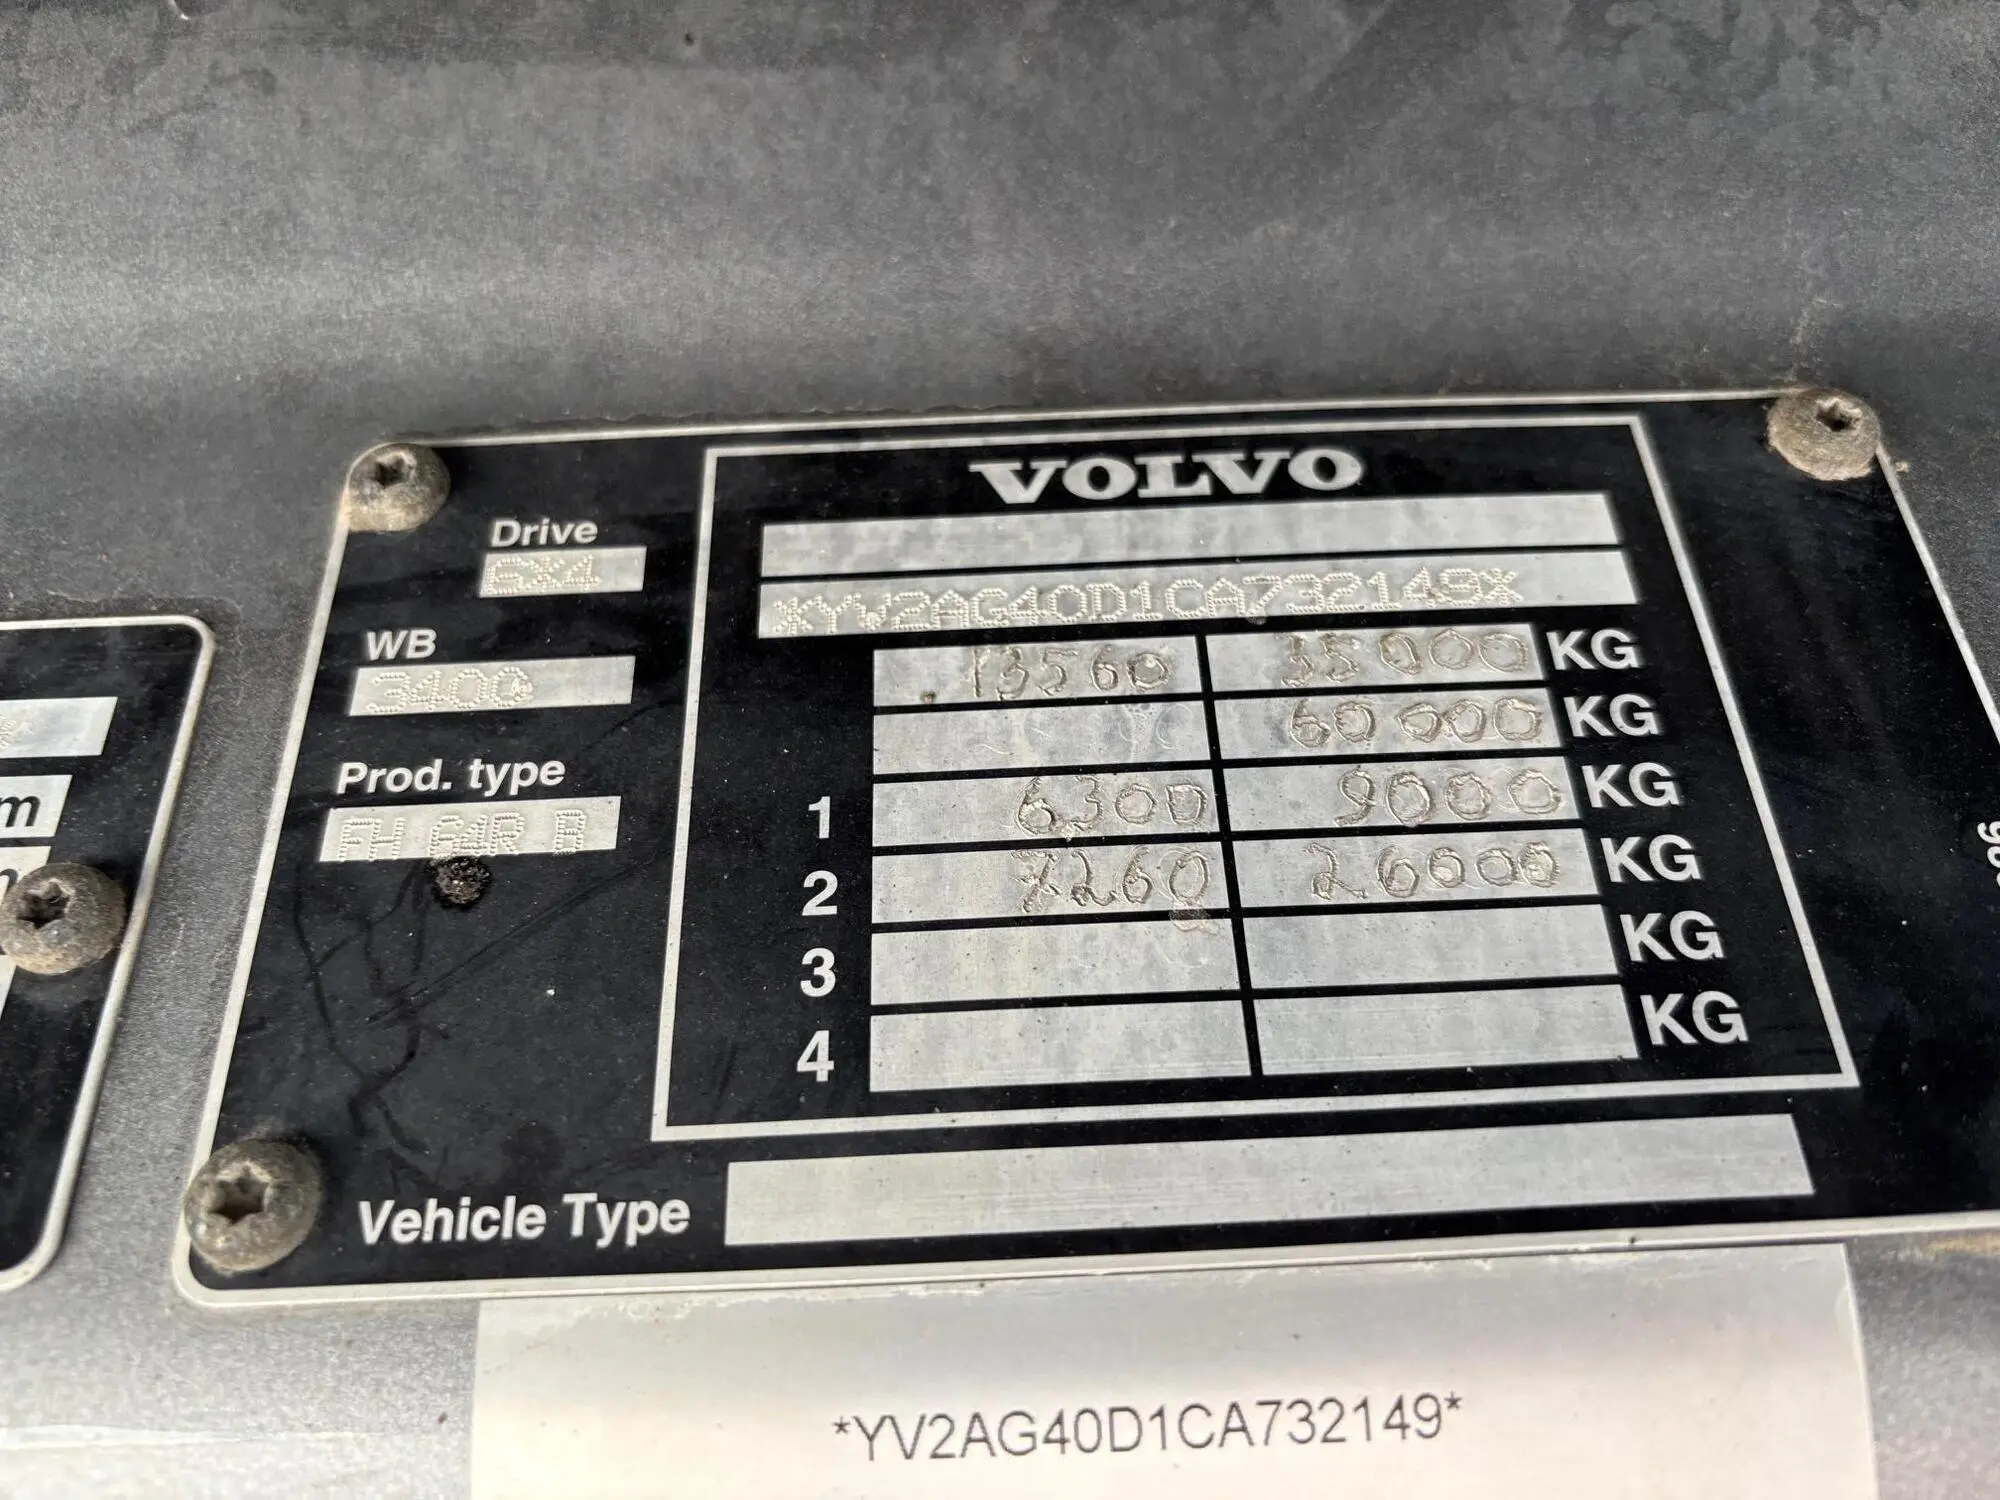 VOLVO
Drive
6X4
*YV2AG40D1CA732149*
WB
3400
13560 35000 KG
60000 KG
Prod. type
FH 64R B
1 6300 9000 KG
2 7260 26000 KG
3 KG
4 KG
m
Vehicle Type
*YV2AG40D1CA732149*